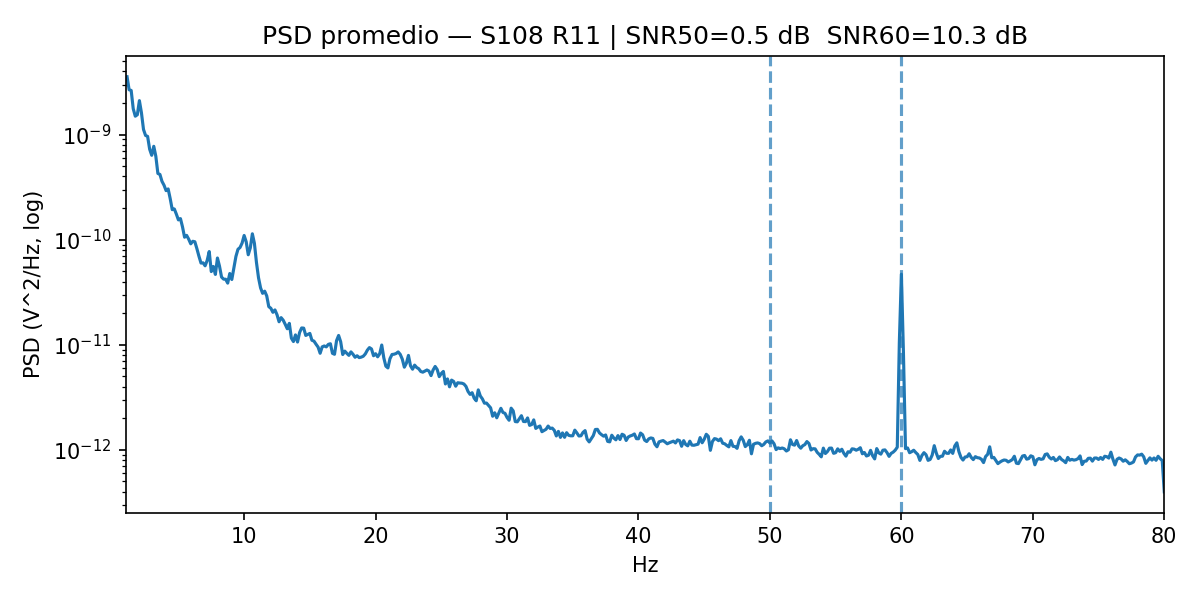 PSD promedio — S108 R11 | SNR50=0.5 dB  SNR60=10.3 dB
PSD (V^2/Hz, log)
10⁻⁹
10⁻¹⁰
10⁻¹¹
10⁻¹²
10 20 30 40 50 60 70 80
Hz